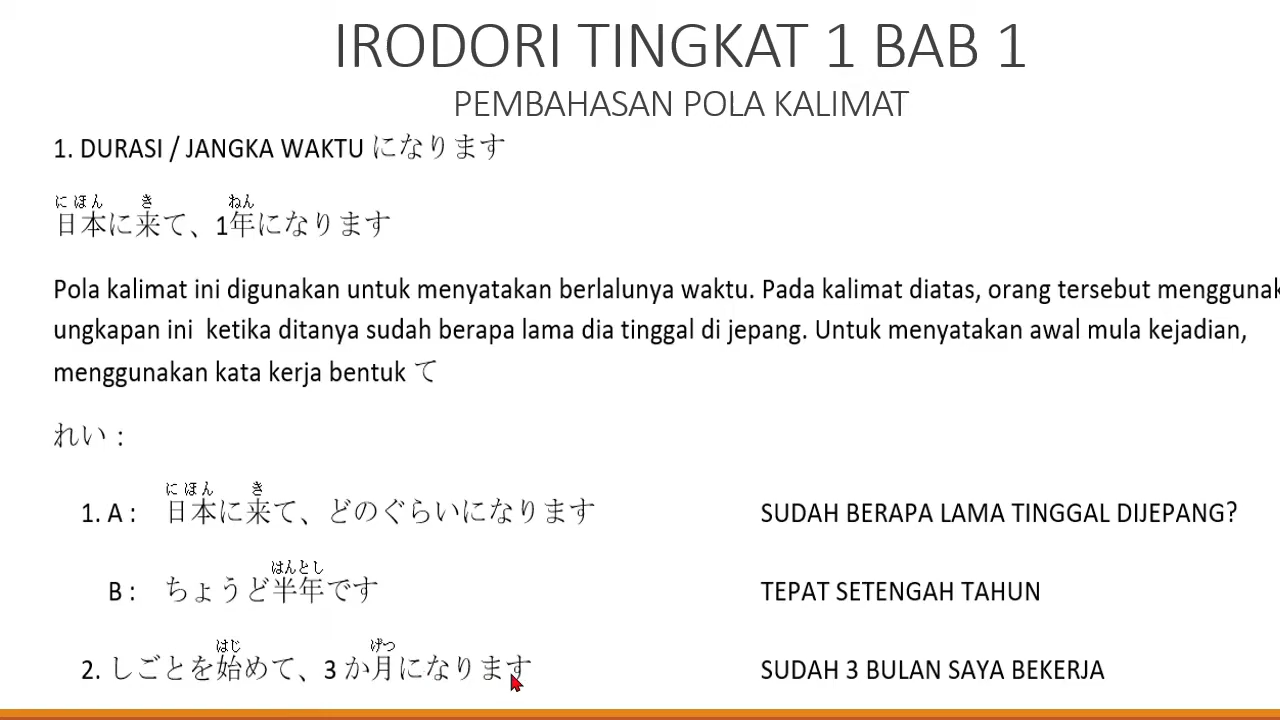 IRODORI TINGKAT 1 BAB 1
PEMBAHASAN POLA KALIMAT
1. DURASI / JANGKA WAKTU になります
にほん き ねん
日本に来て、1年になります
Pola kalimat ini digunakan untuk menyatakan berlalunya waktu. Pada kalimat diatas, orang tersebut menggunak
ungkapan ini ketika ditanya sudah berapa lama dia tinggal di jepang. Untuk menyatakan awal mula kejadian,
menggunakan kata kerja bentuk て
れい :
にほん き
1. A : 日本に来て、どのぐらいになります SUDAH BERAPA LAMA TINGGAL DIJEPANG?
はんとし
B : ちょうど半年です TEPAT SETENGAH TAHUN
はじ げつ
2. しごとを始めて、3 か月になります SUDAH 3 BULAN SAYA BEKERJA